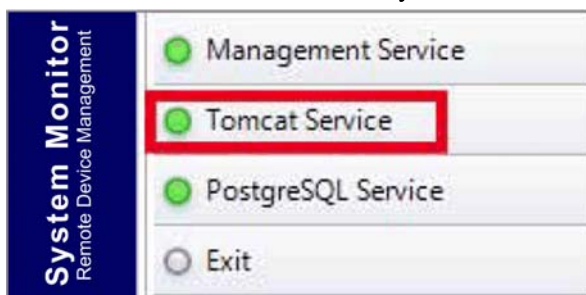 System Monitor
Remote Device Management
Management Service
Tomcat Service
PostgreSQL Service
Exit